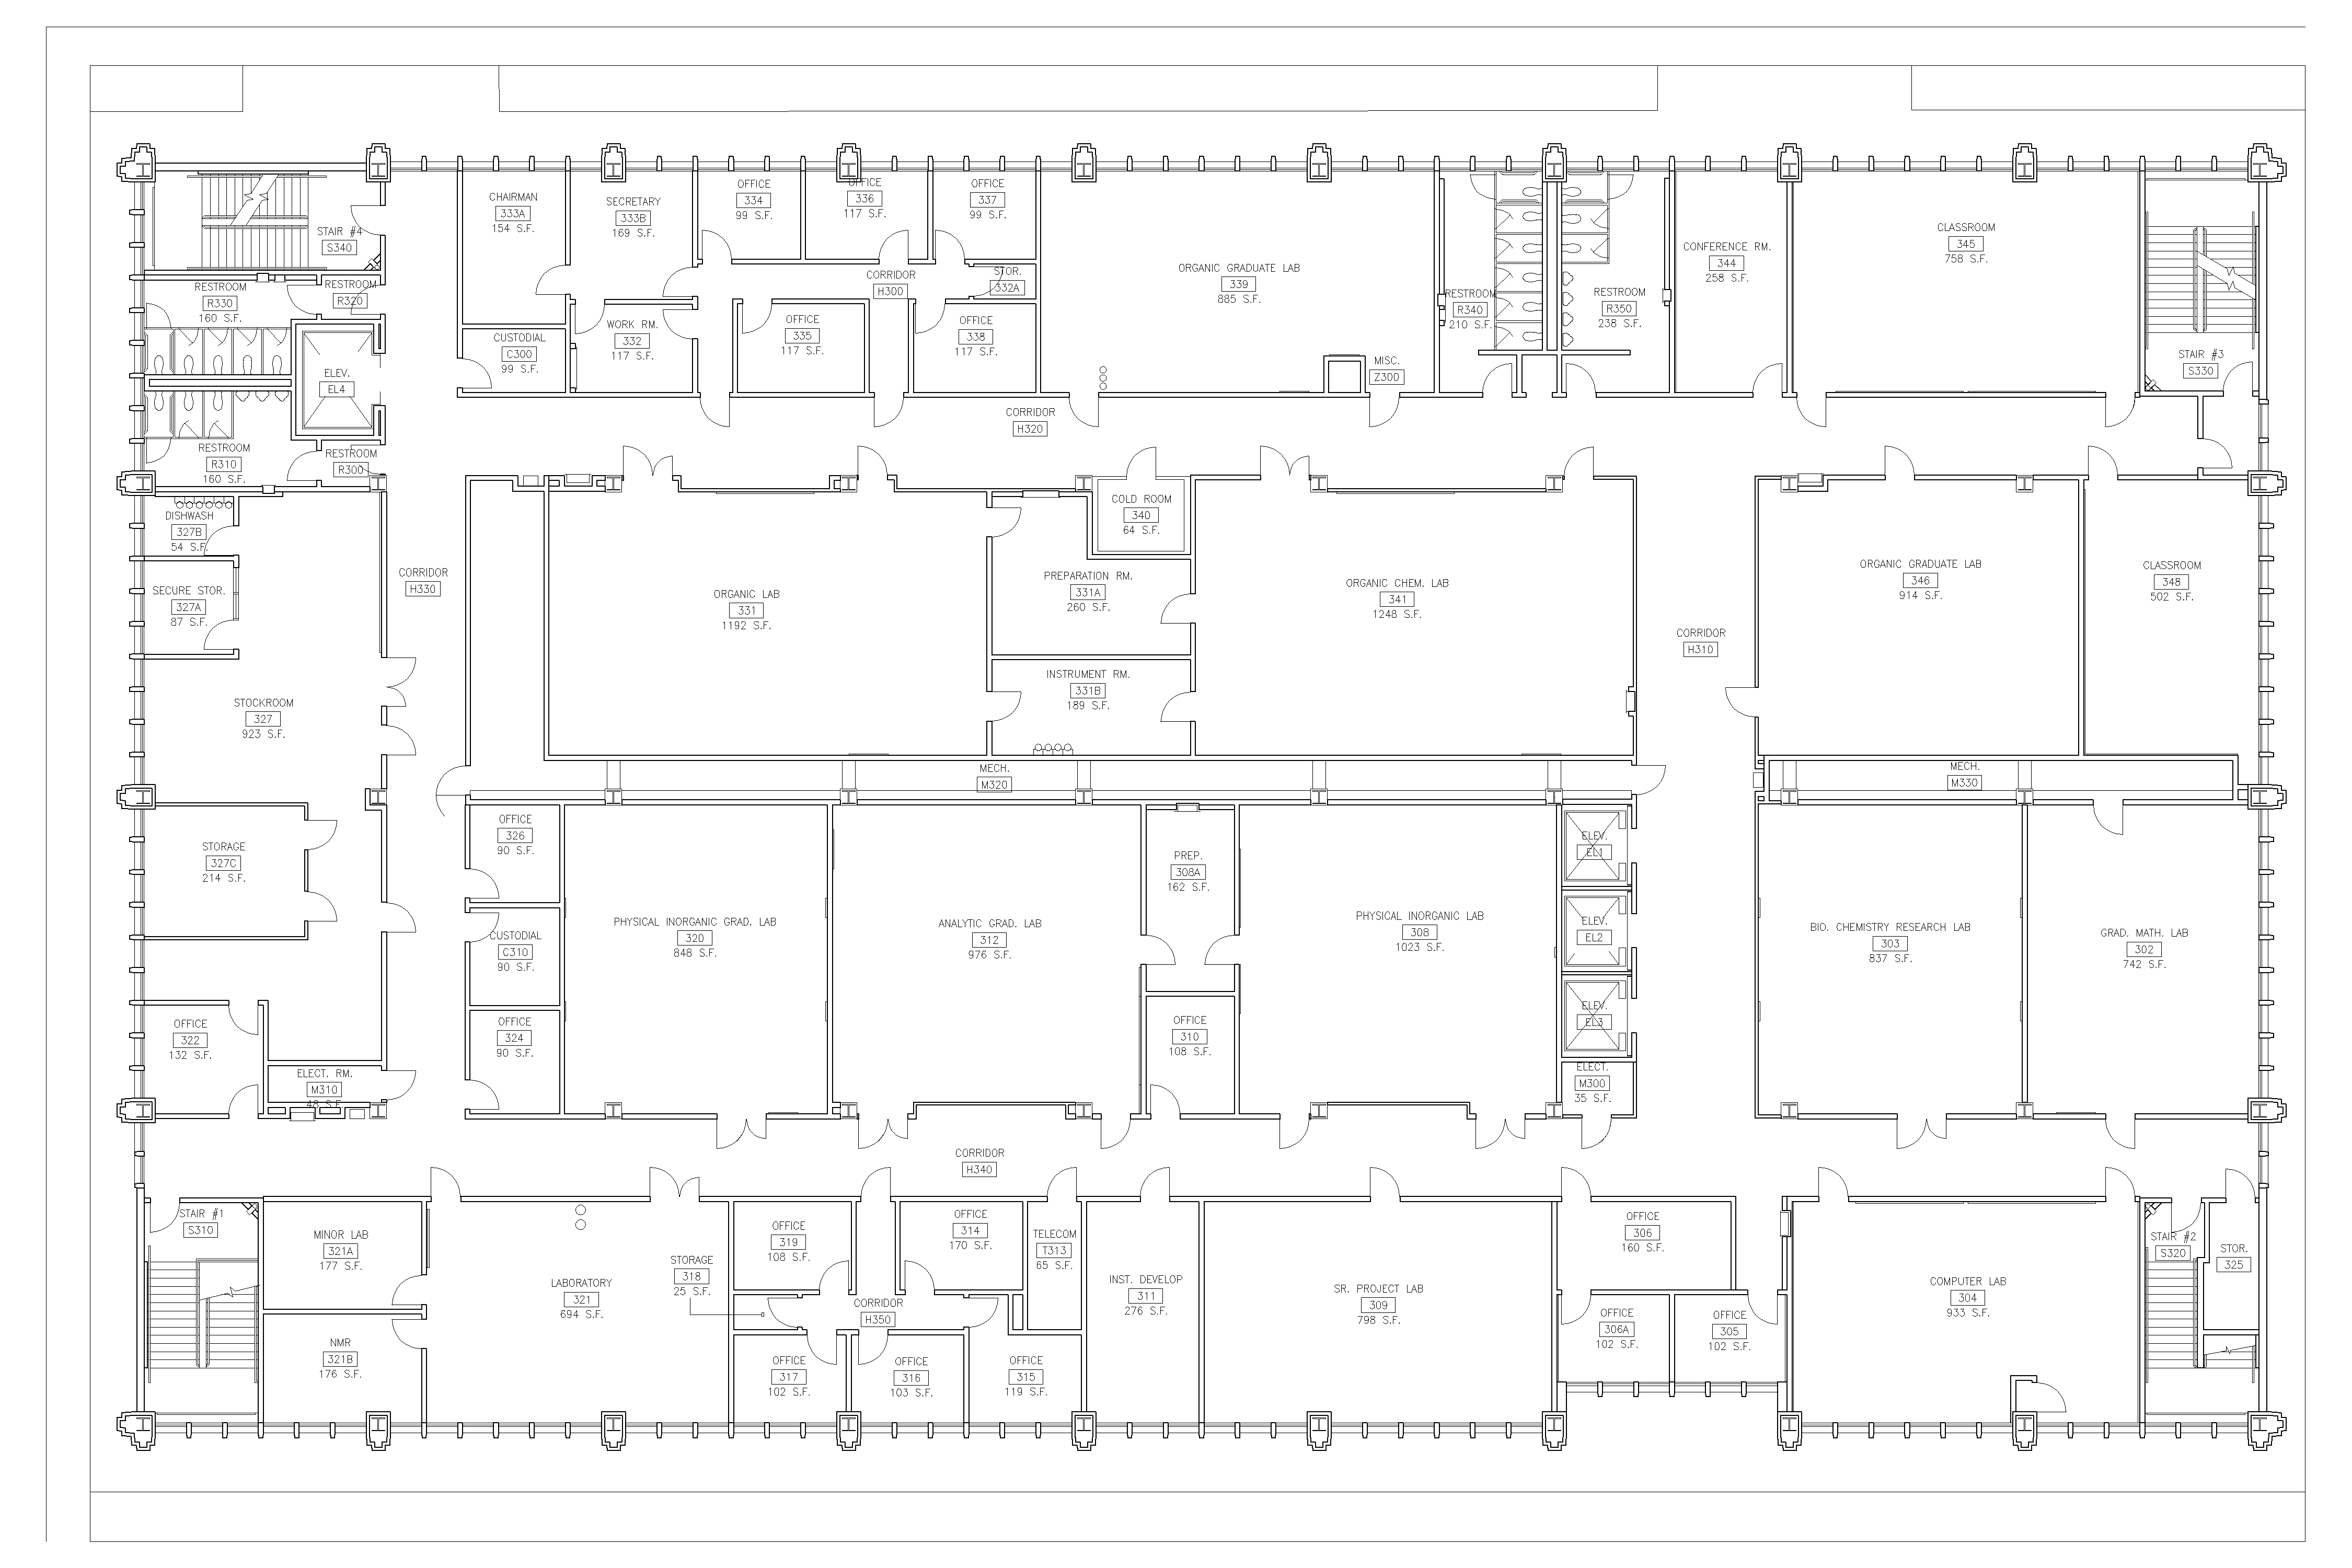 STAIR #4
S340
CHAIRMAN
333A
154 S.F.
SECRETARY
333B
169 S.F.
OFFICE
334
99 S.F.
OFFICE
336
117 S.F.
OFFICE
337
99 S.F.
CORRIDOR
H300
STOR.
332A
ORGANIC GRADUATE LAB
339
885 S.F.
RESTROOM
R340
210 S.F.
RESTROOM
R350
238 S.F.
CONFERENCE RM.
344
258 S.F.
CLASSROOM
345
758 S.F.
STAIR #3
S330
RESTROOM
R330
160 S.F.
RESTROOM
R320
ELEV.
EL4
CUSTODIAL
C300
99 S.F.
WORK RM.
332
117 S.F.
OFFICE
335
117 S.F.
OFFICE
338
117 S.F.
MISC.
Z300
CORRIDOR
H320
RESTROOM
R310
160 S.F.
RESTROOM
R300
DISHWASH
327B
54 S.F.
SECURE STOR.
327A
87 S.F.
CORRIDOR
H330
STOCKROOM
327
923 S.F.
ORGANIC LAB
331
1192 S.F.
COLD ROOM
340
64 S.F.
PREPARATION RM.
331A
260 S.F.
INSTRUMENT RM.
331B
189 S.F.
ORGANIC CHEM. LAB
341
1248 S.F.
CORRIDOR
H310
ORGANIC GRADUATE LAB
346
914 S.F.
CLASSROOM
348
502 S.F.
MECH.
M320
MECH.
M330
STORAGE
327C
214 S.F.
OFFICE
326
90 S.F.
CUSTODIAL
C310
90 S.F.
OFFICE
324
90 S.F.
PHYSICAL INORGANIC GRAD. LAB
320
848 S.F.
ANALYTIC GRAD. LAB
312
976 S.F.
PREP.
308A
162 S.F.
OFFICE
310
108 S.F.
PHYSICAL INORGANIC LAB
308
1023 S.F.
ELEV.
EL1
ELEV.
EL2
ELEV.
EL3
ELECT.
M300
35 S.F.
BIO. CHEMISTRY RESEARCH LAB
303
837 S.F.
GRAD. MATH. LAB
302
742 S.F.
OFFICE
322
132 S.F.
ELECT. RM.
M310
48 S.F.
CORRIDOR
H340
STAIR #1
S310
MINOR LAB
321A
177 S.F.
NMR
321B
176 S.F.
LABORATORY
321
694 S.F.
STORAGE
318
25 S.F.
OFFICE
319
108 S.F.
OFFICE
314
170 S.F.
TELECOM
T313
65 S.F.
CORRIDOR
H350
OFFICE
317
102 S.F.
OFFICE
316
103 S.F.
OFFICE
315
119 S.F.
INST. DEVELOP
311
276 S.F.
SR. PROJECT LAB
309
798 S.F.
OFFICE
306
160 S.F.
OFFICE
306A
102 S.F.
OFFICE
305
102 S.F.
COMPUTER LAB
304
933 S.F.
STAIR #2
S320
STOR.
325